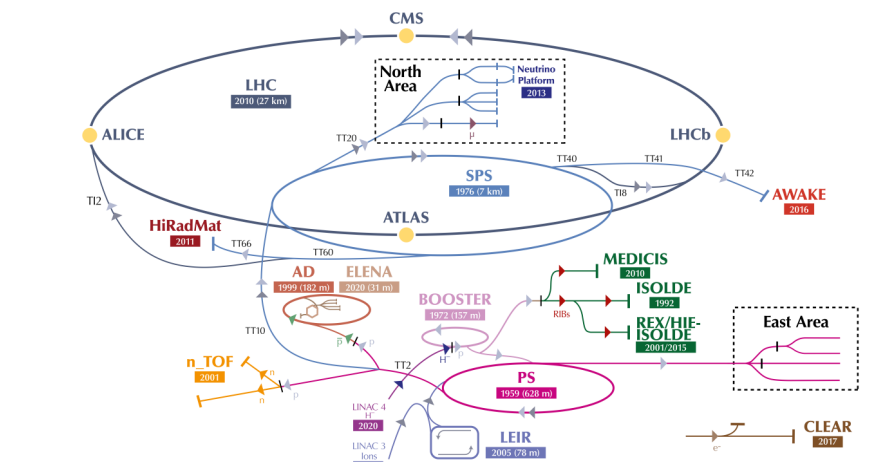 CMS
LHC
2010 (27 km)
North
Area
Neutrino
Platform
2013
μ
ALICE
LHCb
TT20
TT40
TT41
TT42
TI8
SPS
1976 (7 km)
AWAKE
2016
TI2
HiRadMat
2011
ATLAS
TT66
TT60
AD
1999 (182 m)
ELENA
2020 (31 m)
BOOSTER
1972 (157 m)
MEDICIS
2010
ISOLDE
1992
RIBs
REX/HIE-
ISOLDE
2001/2015
East Area
TT10
p
p
TT2
H⁻
p
n_TOF
2001
n
n
p
PS
1959 (628 m)
LINAC 4
H⁻
2020
LINAC 3
Ions
LEIR
2005 (78 m)
CLEAR
2017
e⁻